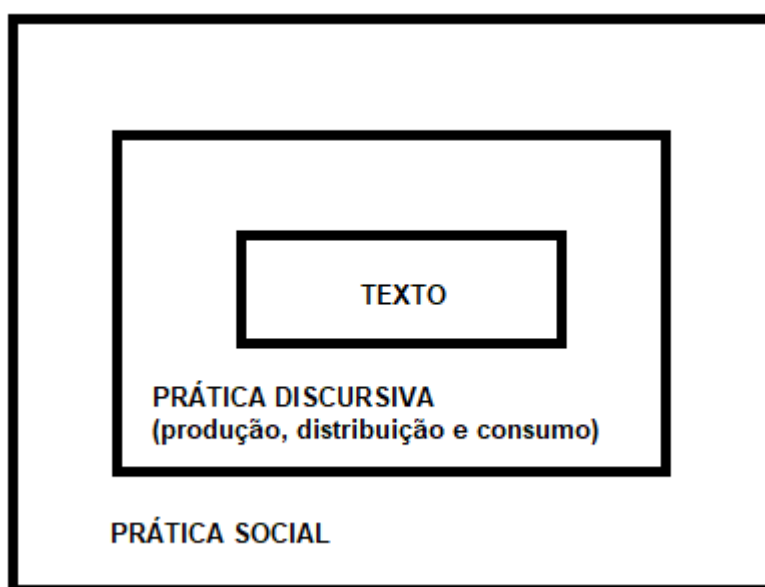 TEXTO
PRÁTICA DISCURSIVA
(produção, distribuição e consumo)
PRÁTICA SOCIAL